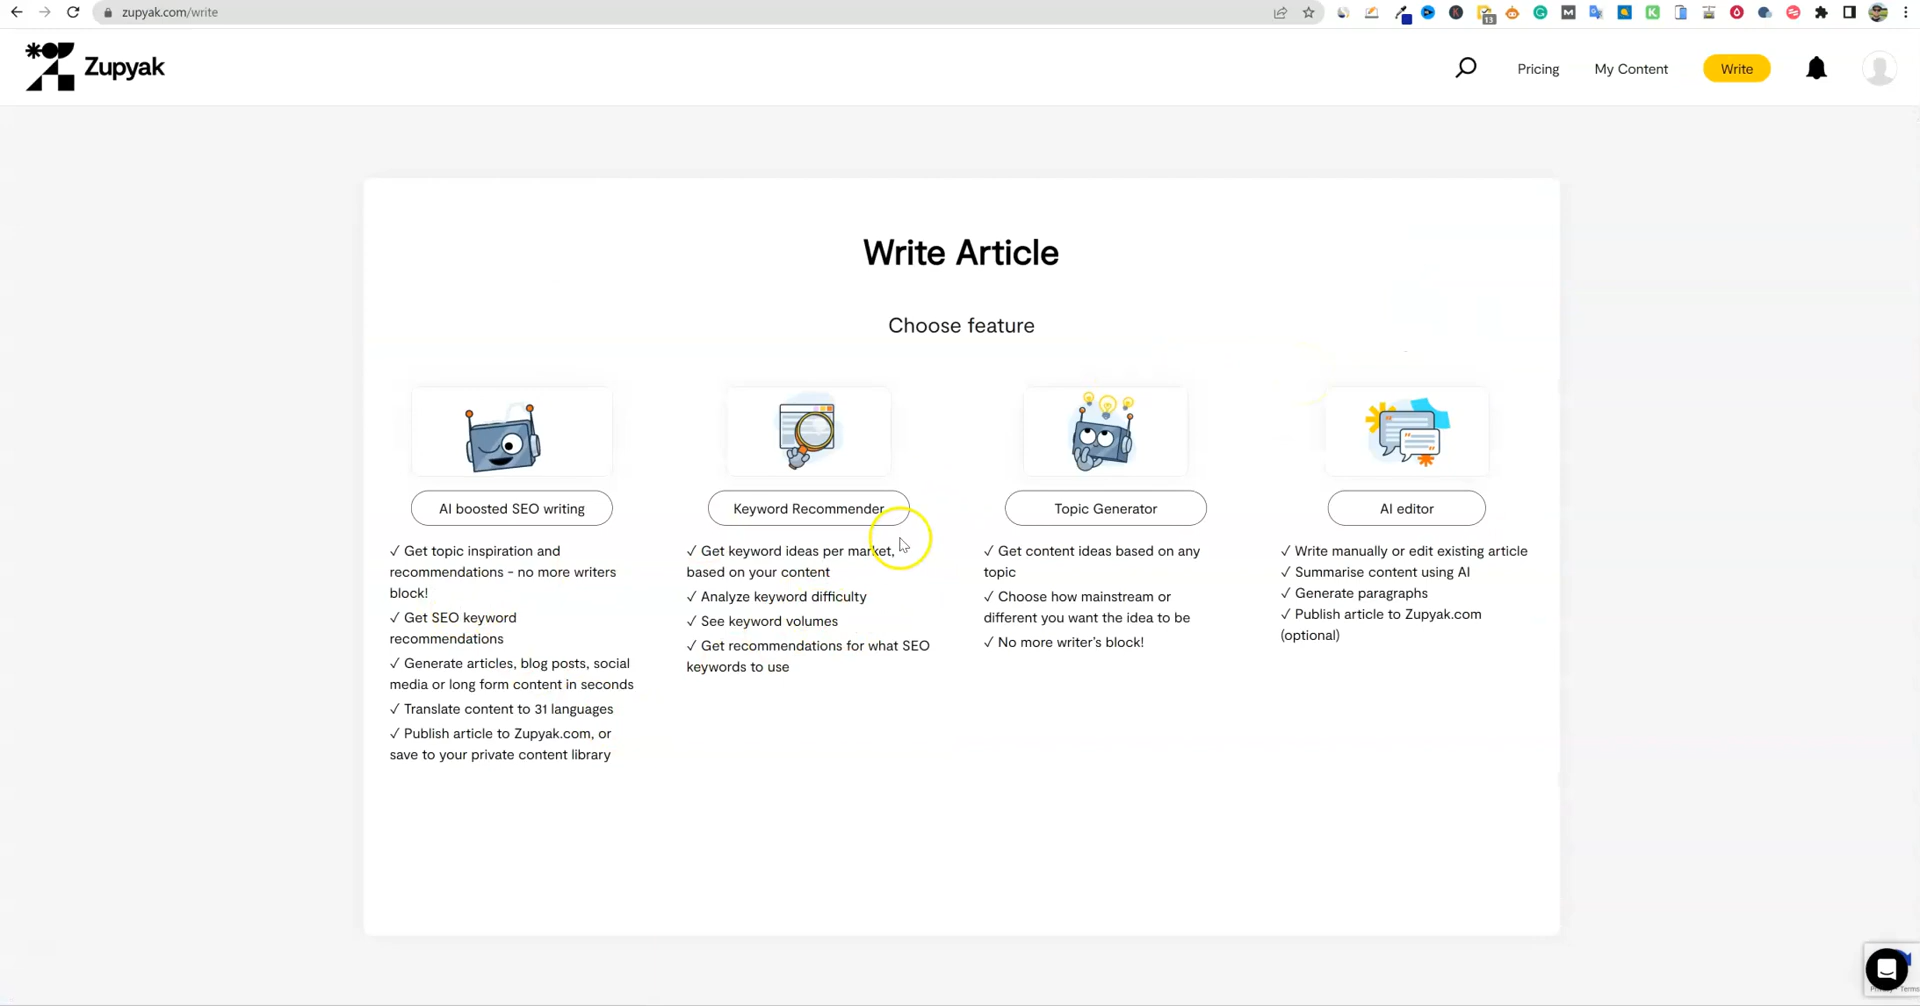 zupyak.com/write
13
Zupyak
Pricing
My Content
Write
Write Article
Choose feature
AI boosted SEO writing
✓ Get topic inspiration and
recommendations - no more writers
block!
✓ Get SEO keyword
recommendations
✓ Generate articles, blog posts, social
media or long form content in seconds
✓ Translate content to 31 languages
✓ Publish article to Zupyak.com, or
save to your private content library
Keyword Recommender
✓ Get keyword ideas per market,
based on your content
✓ Analyze keyword difficulty
✓ See keyword volumes
✓ Get recommendations for what SEO
keywords to use
Topic Generator
✓ Get content ideas based on any
topic
✓ Choose how mainstream or
different you want the idea to be
✓ No more writer's block!
AI editor
✓ Write manually or edit existing article
✓ Summarise content using AI
✓ Generate paragraphs
✓ Publish article to Zupyak.com
(optional)